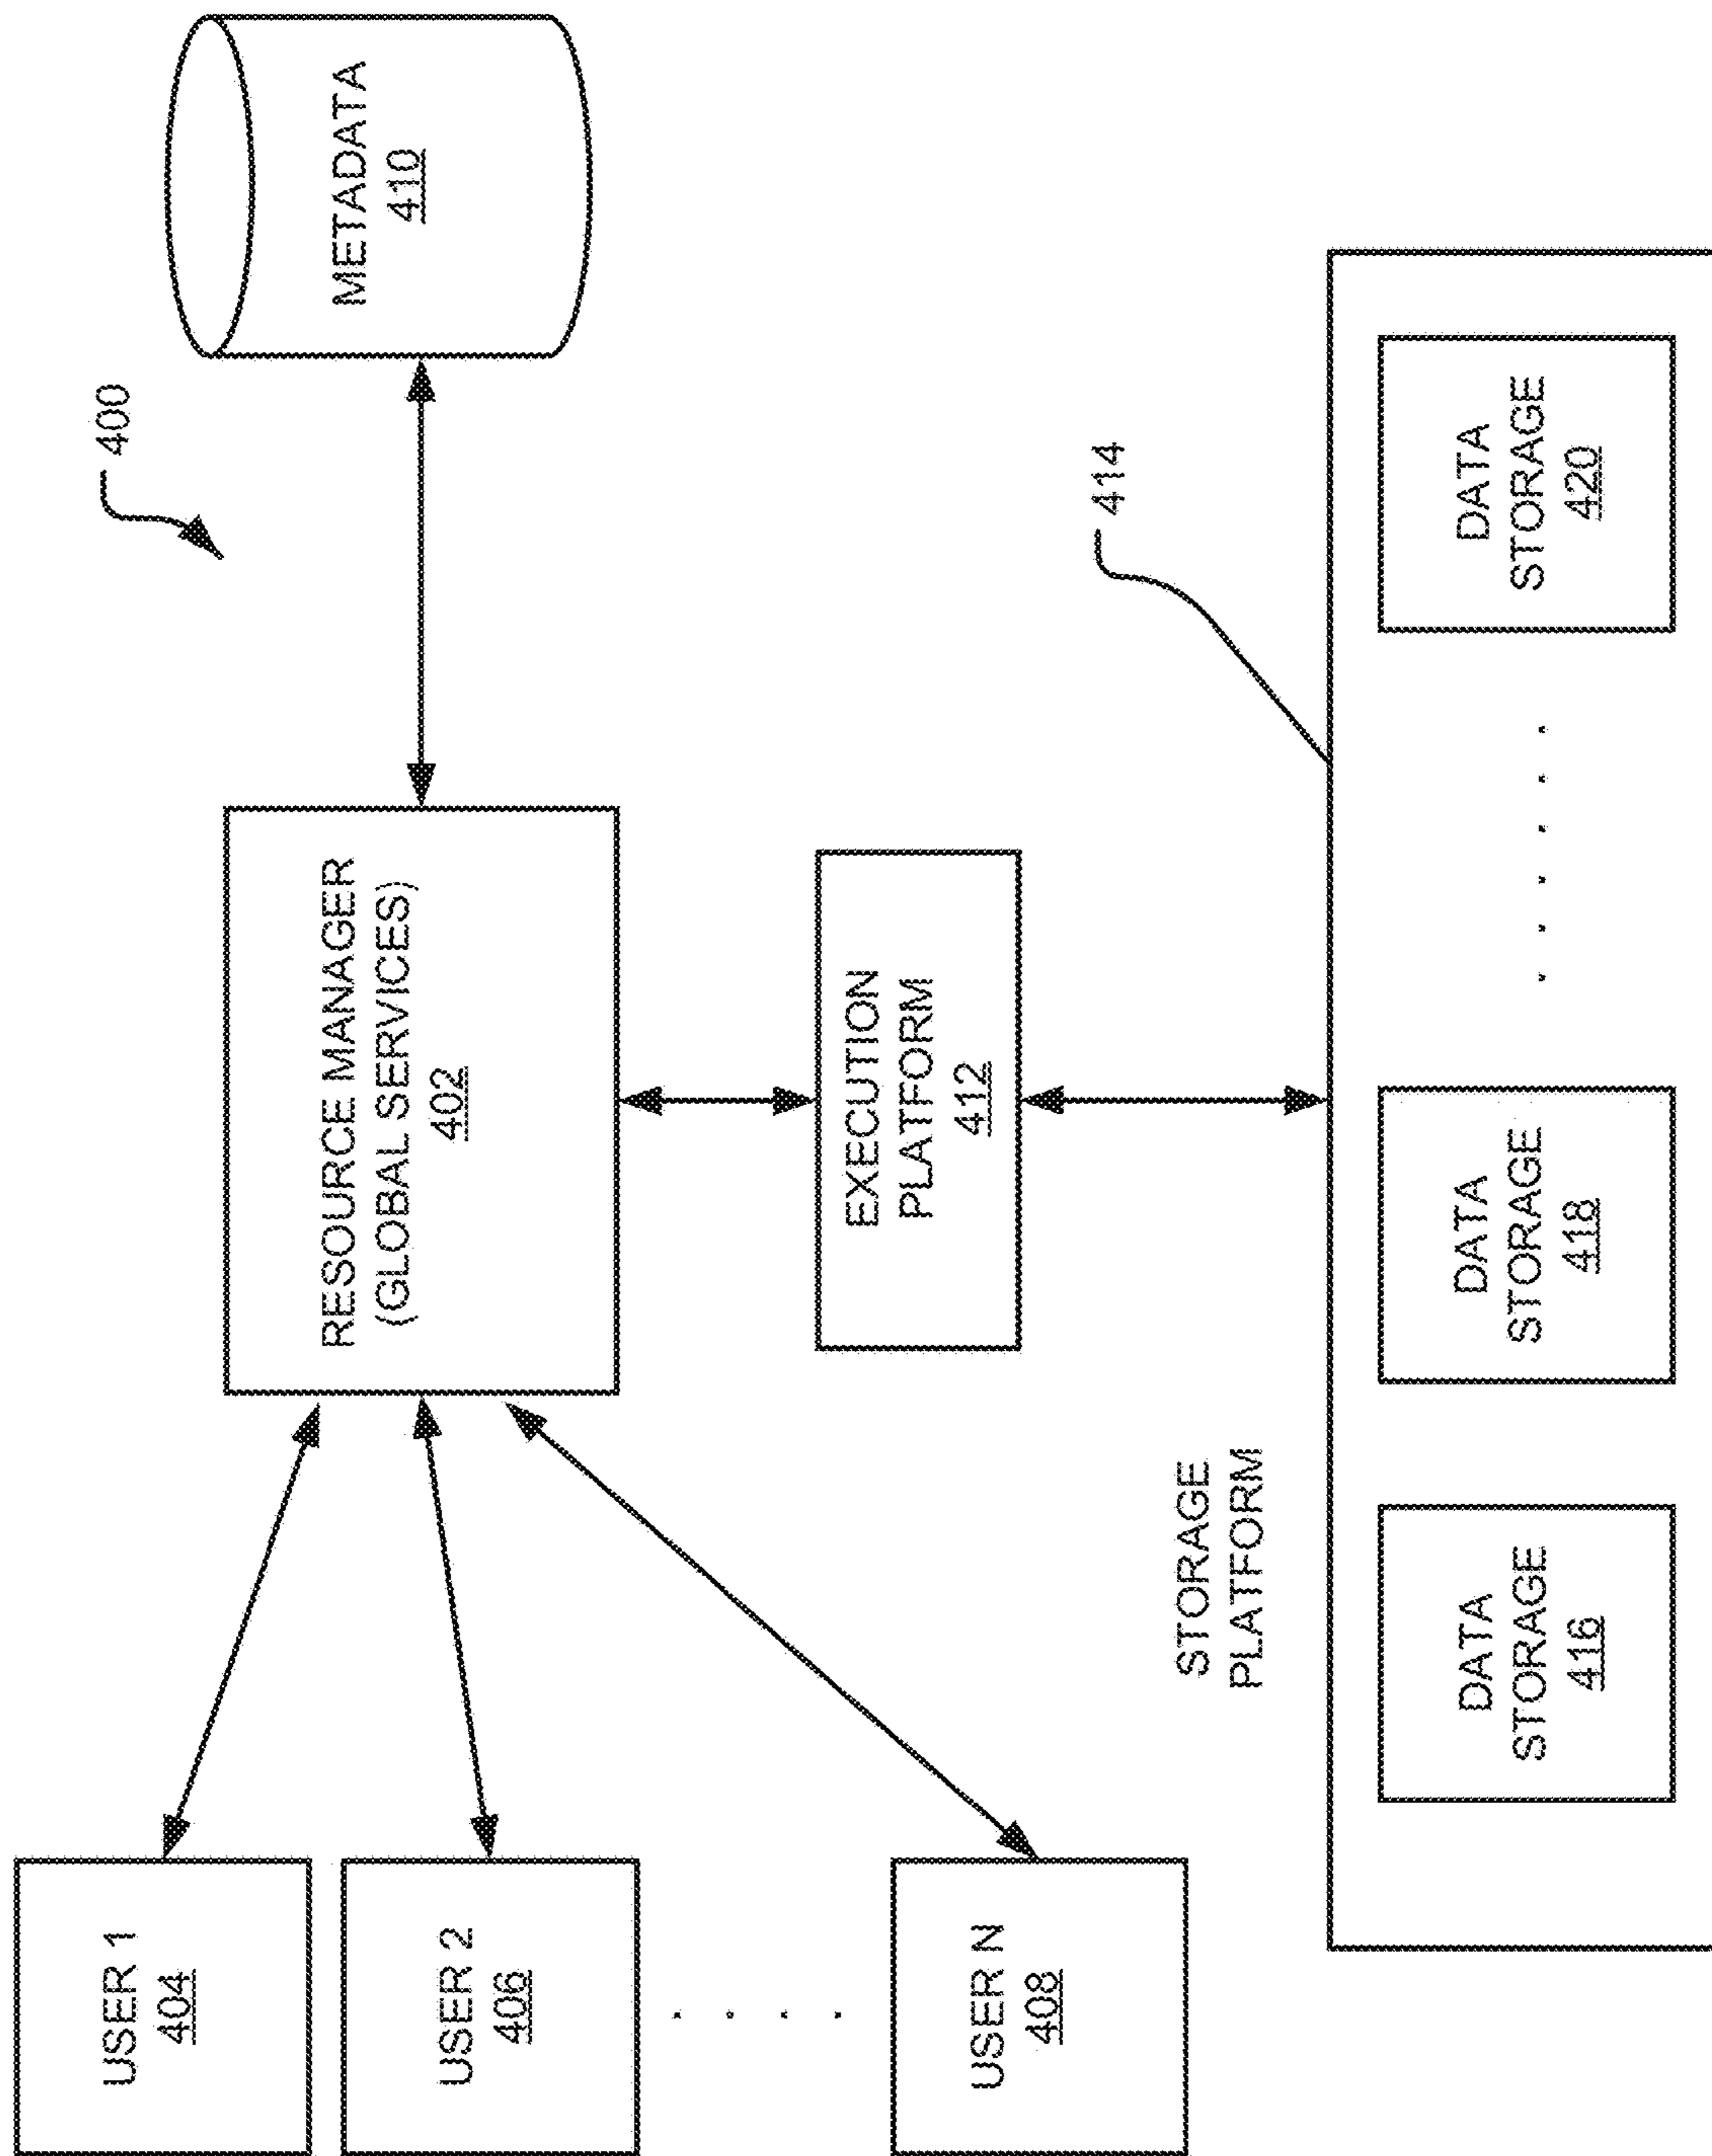 400
USER 1
404
USER 2
406
USER N
408
RESOURCE MANAGER
(GLOBAL SERVICES)
402
METADATA
410
EXECUTION
PLATFORM
412
414
STORAGE
PLATFORM
DATA
STORAGE
416
DATA
STORAGE
418
DATA
STORAGE
420